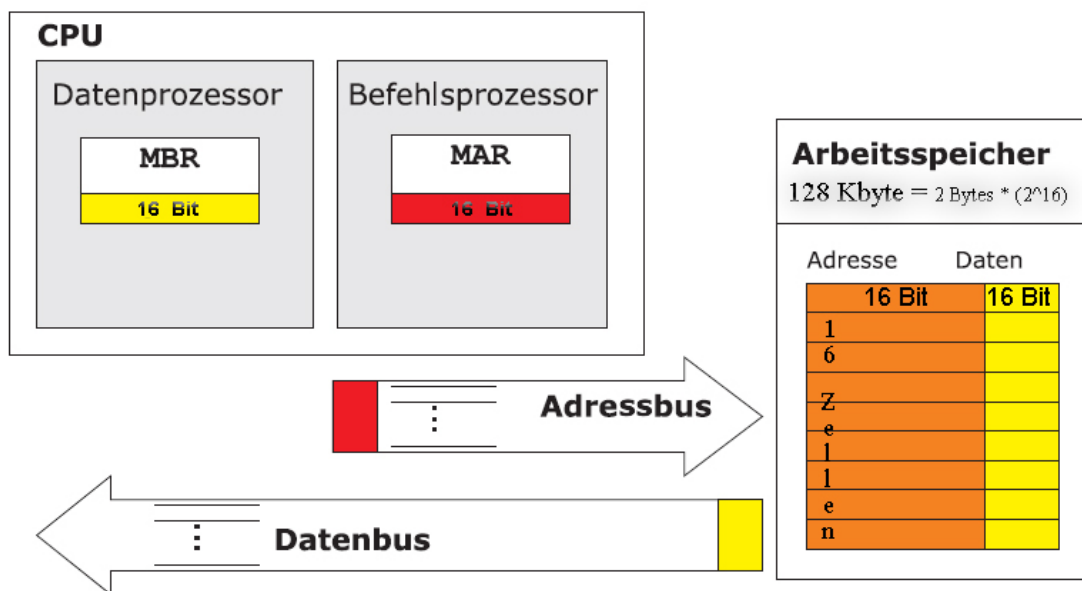 CPU
Datenprozessor
Befehlsprozessor
MBR
16 Bit
MAR
16 Bit
Arbeitsspeicher
128 Kbyte = 2 Bytes * (2^16)
Adresse Daten
16 Bit 16 Bit
1
6
Z
e
l
l
e
n
Adressbus
Datenbus